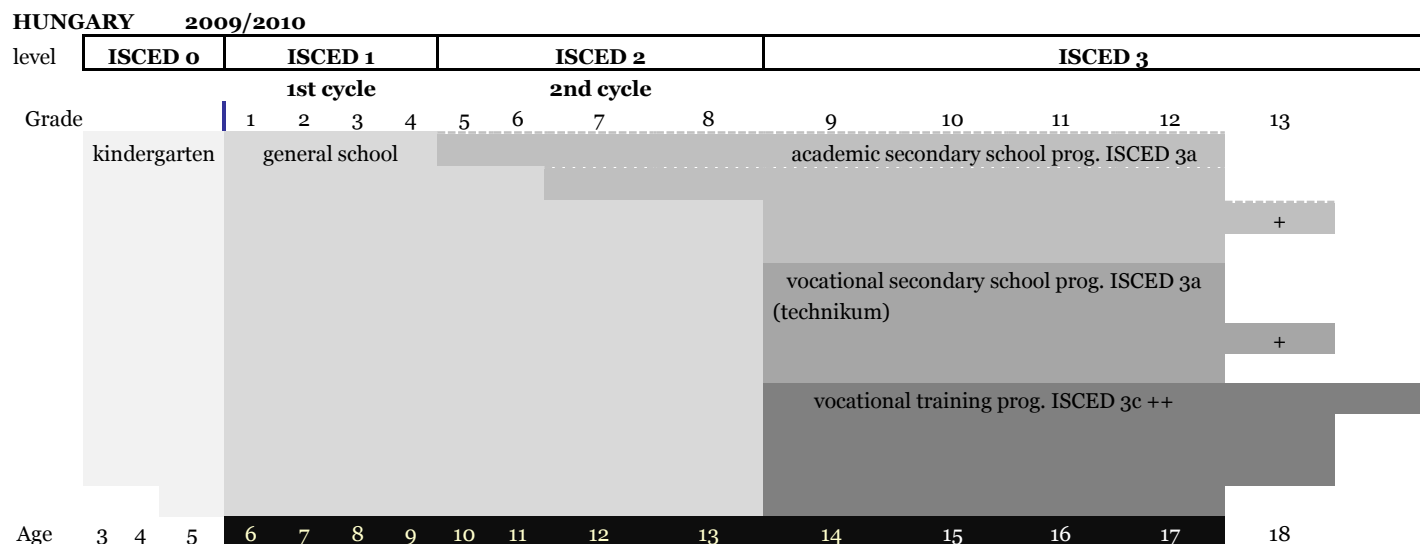 HUNGARY 2009/2010
level ISCED 0 ISCED 1 ISCED 2 ISCED 3
1st cycle 2nd cycle
Grade 1 2 3 4 5 6 7 8 9 10 11 12 13
kindergarten general school academic secondary school prog. ISCED 3a
+
vocational secondary school prog. ISCED 3a
(technikum)
+
vocational training prog. ISCED 3c ++
Age 3 4 5 6 7 8 9 10 11 12 13 14 15 16 17 18